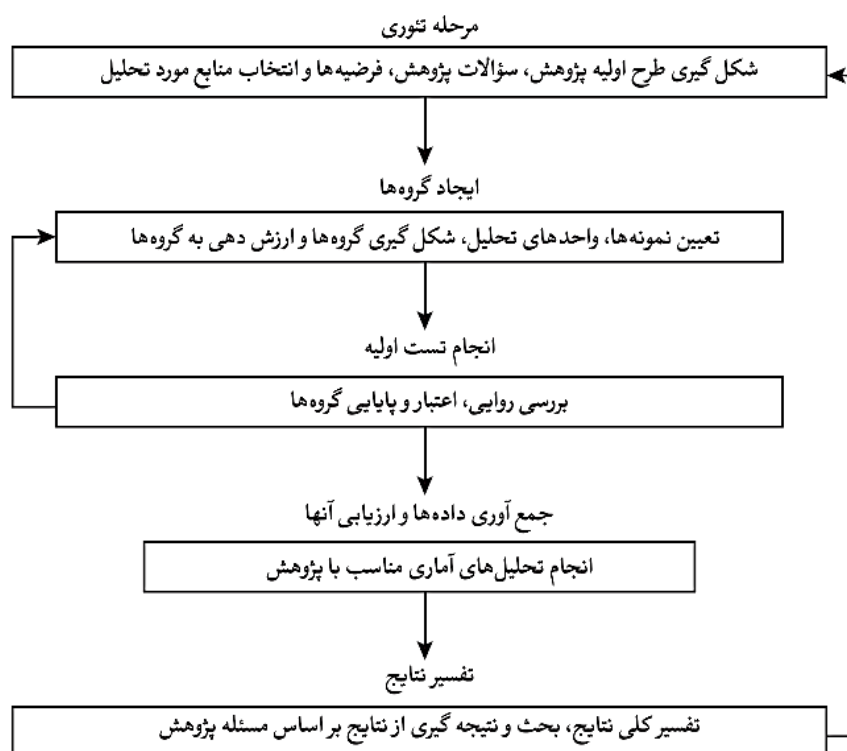 مرحله تئوری
شکل گیری طرح اولیه پژوهش، سؤالات پژوهش، فرضیه‌ها و انتخاب منابع مورد تحلیل
ایجاد گروه‌ها
تعیین نمونه‌ها، واحدهای تحلیل، شکل گیری گروه‌ها و ارزش دهی به گروه‌ها
انجام تست اولیه
بررسی روایی، اعتبار و پایایی گروه‌ها
جمع آوری داده‌ها و ارزیابی آنها
انجام تحلیل‌های آماری مناسب با پژوهش
تفسیر نتایج
تفسیر کلی نتایج، بحث و نتیجه گیری از نتایج بر اساس مسئله پژوهش